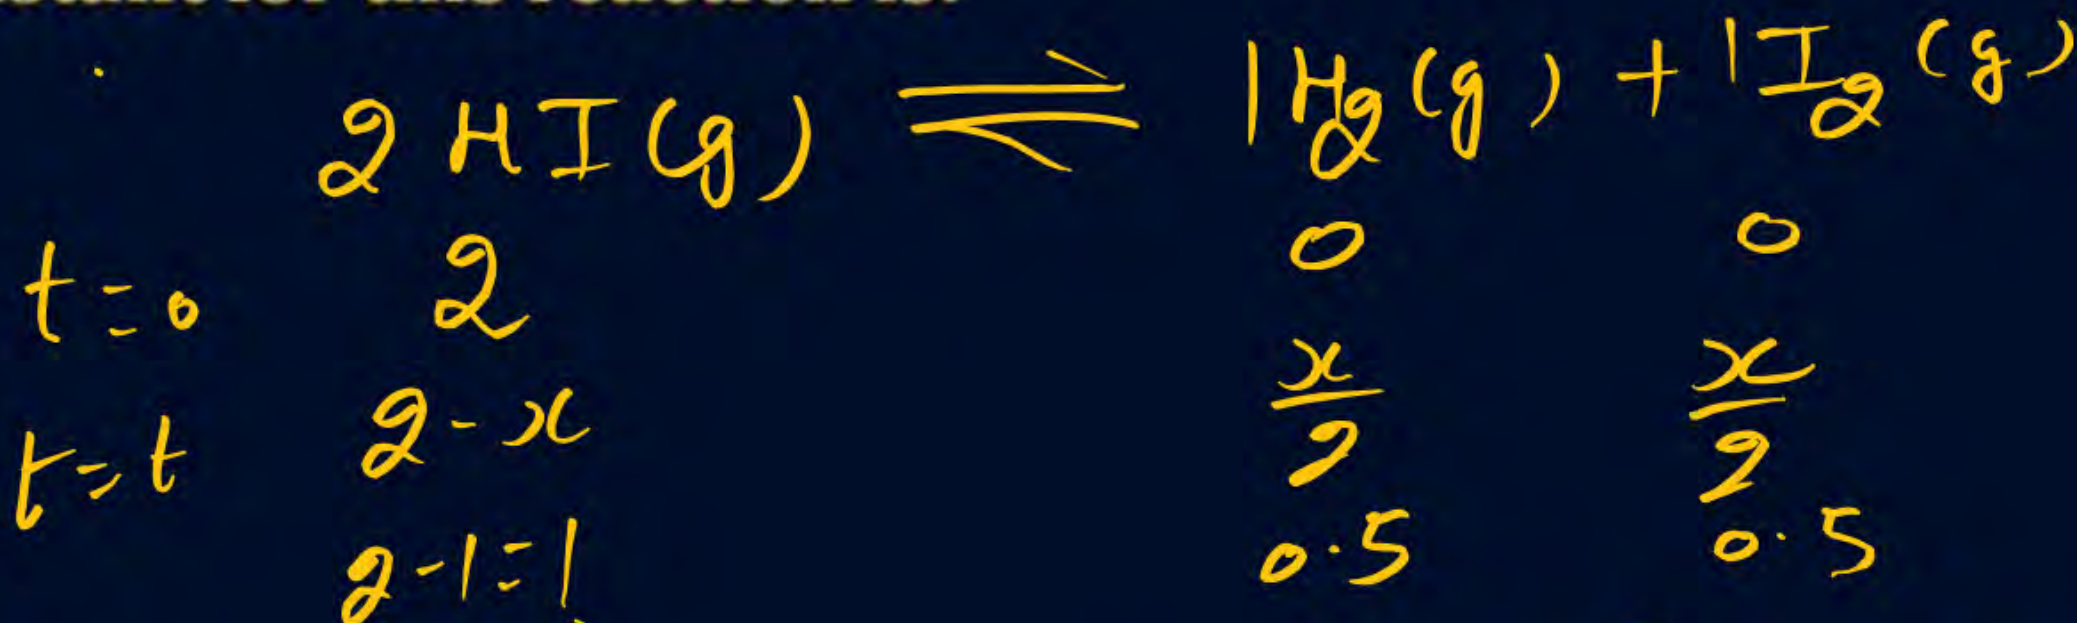 2 HI(g) ⇌ 1H₂(g) + 1I₂(g)
t=0 2 0 0
t=t 2-x x/2 x/2
2-1=1 0.5 0.5